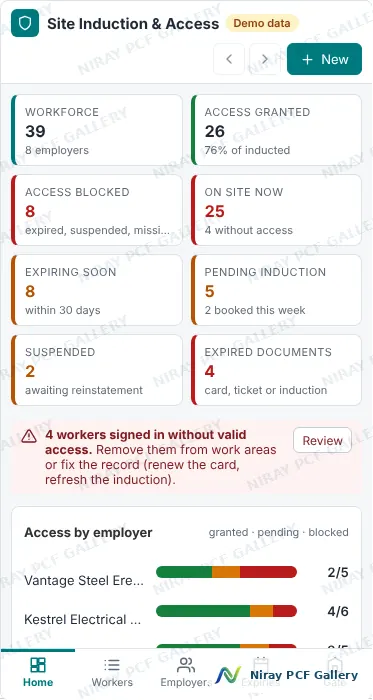 Site Induction & Access
Demo data
New
WORKFORCE
39
8 employers
ACCESS GRANTED
26
76% of inducted
ACCESS BLOCKED
8
expired, suspended, missi...
ON SITE NOW
25
4 without access
EXPIRING SOON
8
within 30 days
PENDING INDUCTION
5
2 booked this week
SUSPENDED
2
awaiting reinstatement
EXPIRED DOCUMENTS
4
card, ticket or induction
4 workers signed in without valid
access. Remove them from work areas
or fix the record (renew the card,
refresh the induction).
Review
Access by employer
granted · pending · blocked
Vantage Steel Ere...
2/5
Kestrel Electrical ...
4/6
Home
Workers
Employer
Niray PCF Gallery
NIRAY PCF GALLERY